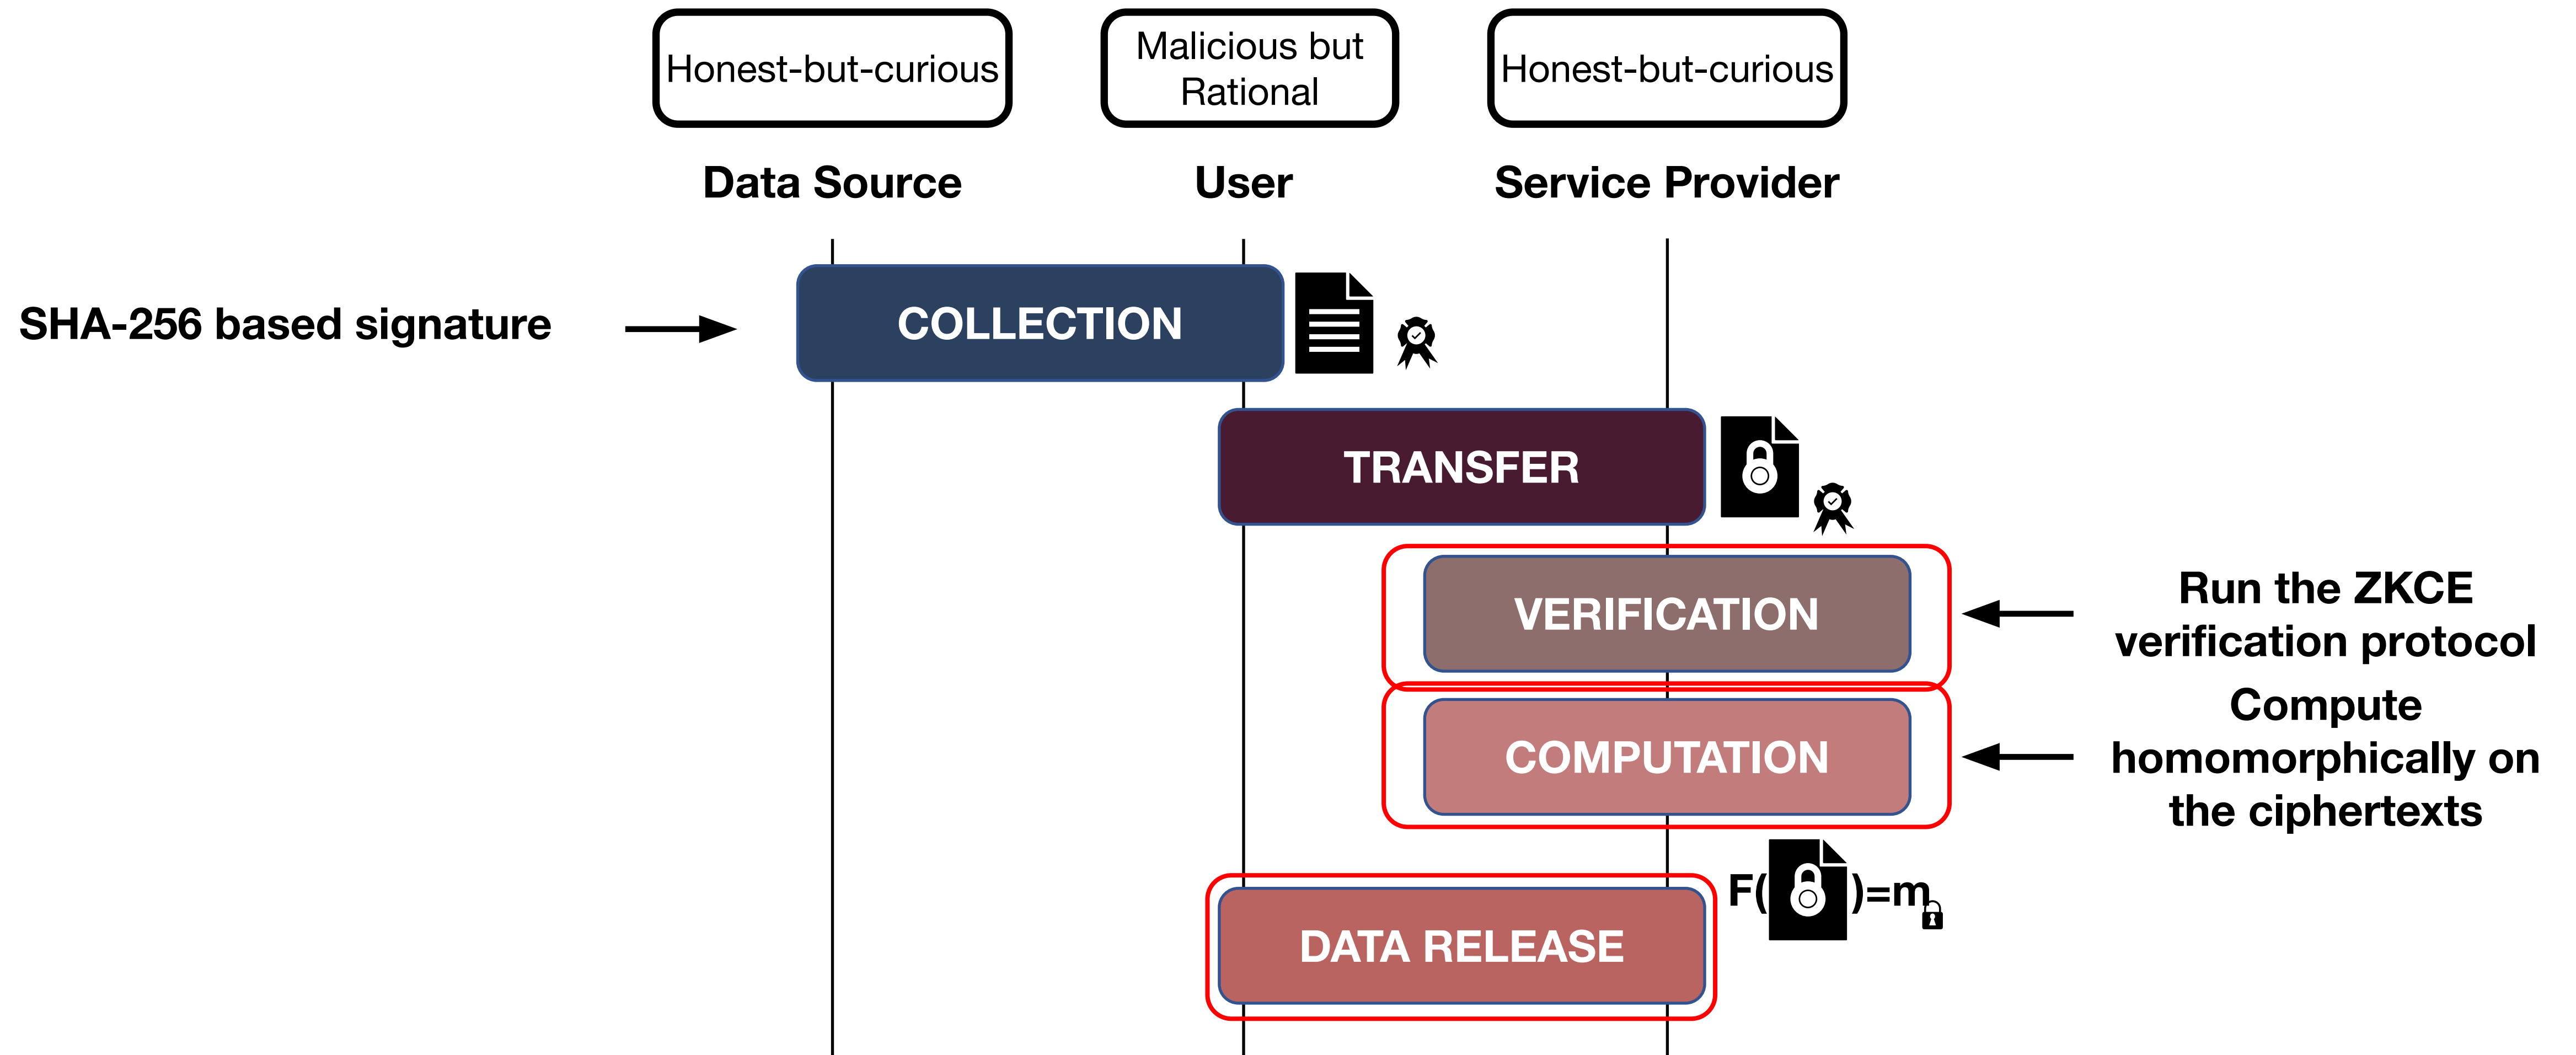 Honest-but-curious
Malicious but
Rational
Honest-but-curious
Data Source
User
Service Provider
SHA-256 based signature
COLLECTION
TRANSFER
VERIFICATION
Run the ZKCE
verification protocol
COMPUTATION
Compute
homomorphically on
the ciphertexts
F( )=m
DATA RELEASE